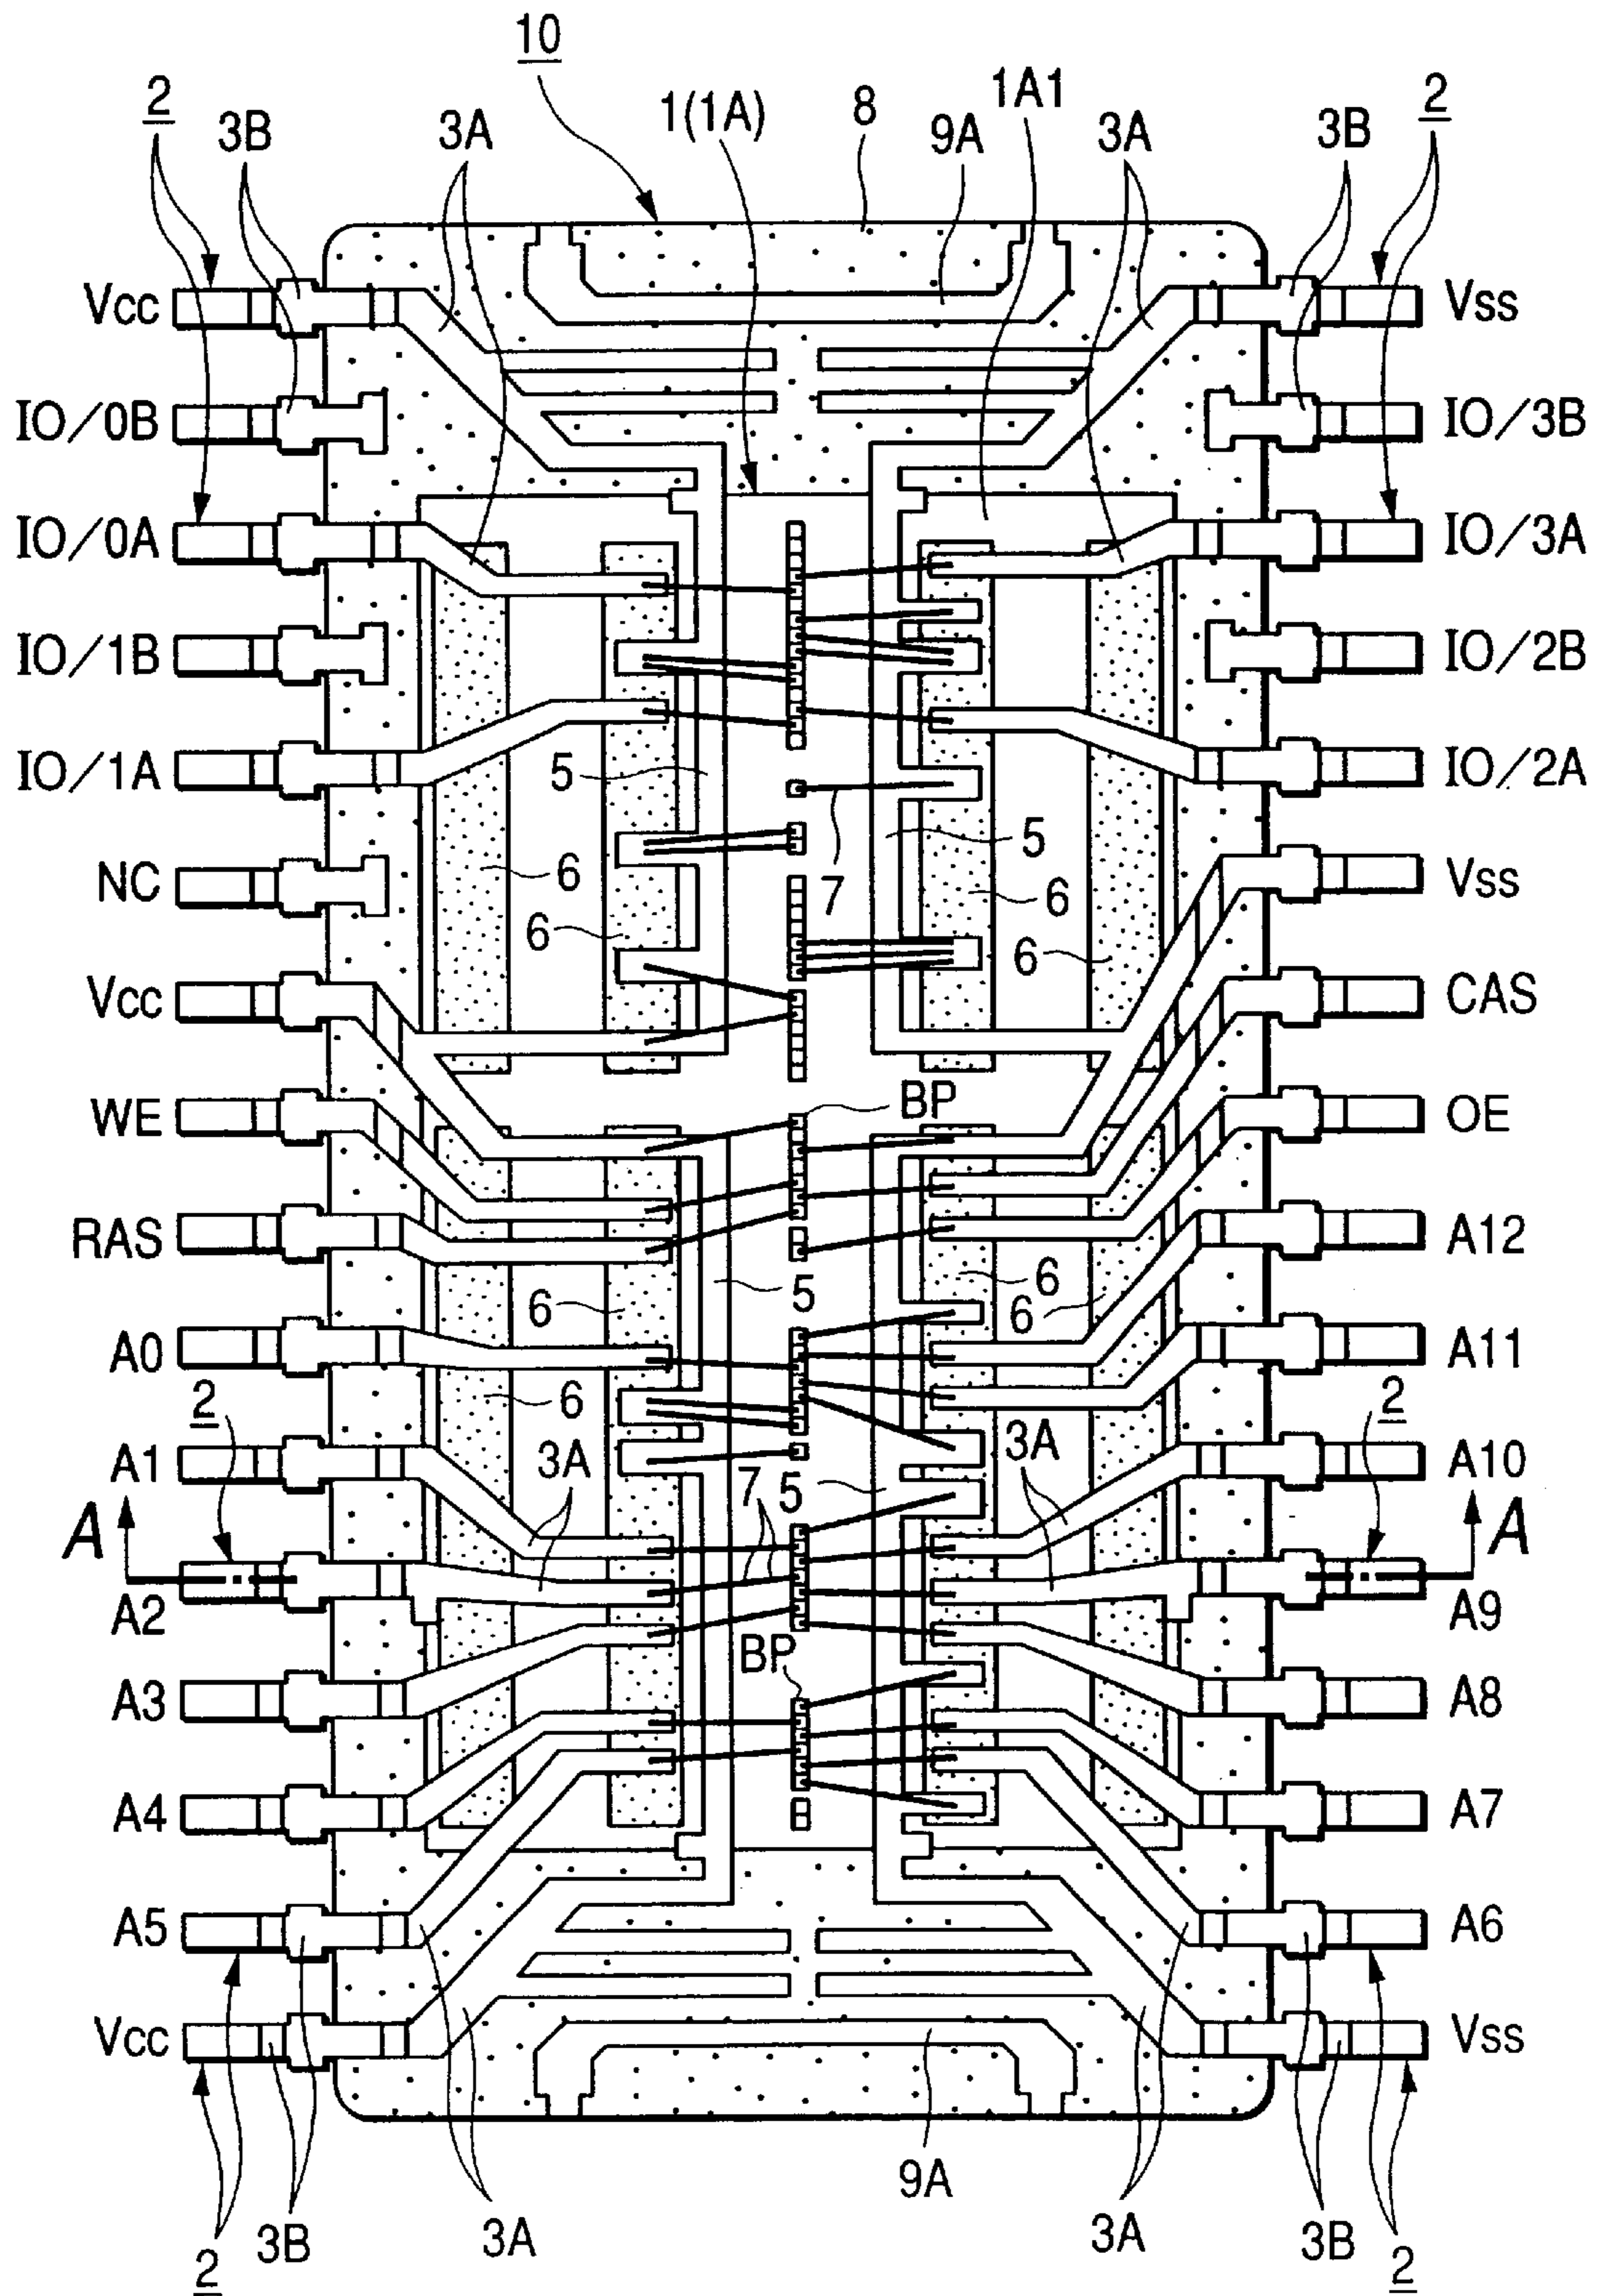 10
2
3B
3A
1(1A)
8
9A
1A1
3A
3B
2
Vcc
Vss
IO/0B
IO/3B
IO/0A
IO/3A
IO/1B
IO/2B
IO/1A
5
IO/2A
7
5
NC
6
6
Vss
6
6
Vcc
CAS
WE
BP
OE
RAS
6
6
A12
5
6
A0
A11
2
6
2
A1
3A
7
5
3A
A10
A
A
A2
3A
3A
A9
A3
BP
A8
A4
A7
A5
A6
Vcc
Vss
9A
2
3B
3A
3A
3B
2